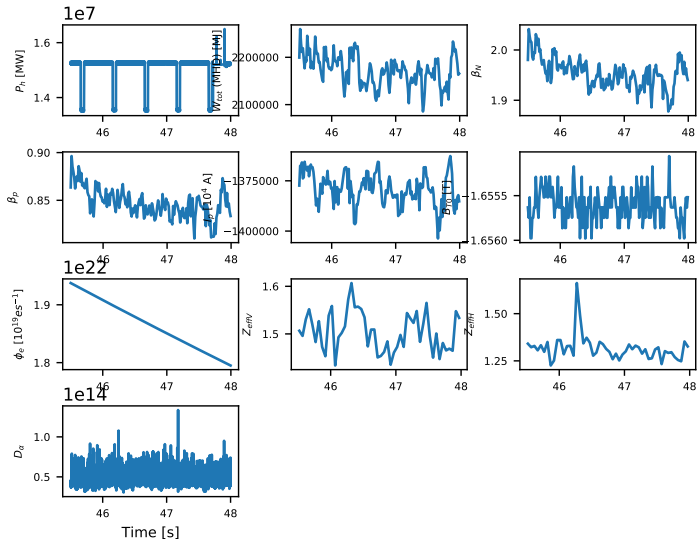 1e7
P_h [MW]
1.6
1.4
46 47 48
W_tot (MHD) [MJ]
2200000
2100000
46 47 48
β_N
2.0
1.9
46 47 48
β_p
0.90
0.85
46 47 48
I_p [10^4 A]
−1375000
−1400000
46 47 48
−1.6555
−1.6560
46 47 48
1e22
ϕ_e [10^19 es^−1]
1.9
1.8
46 47 48
Z_effV
1.6
1.5
46 47 48
Z_effH
1.50
1.25
46 47 48
1e14
D_α
1.0
0.5
46 47 48
Time [s]